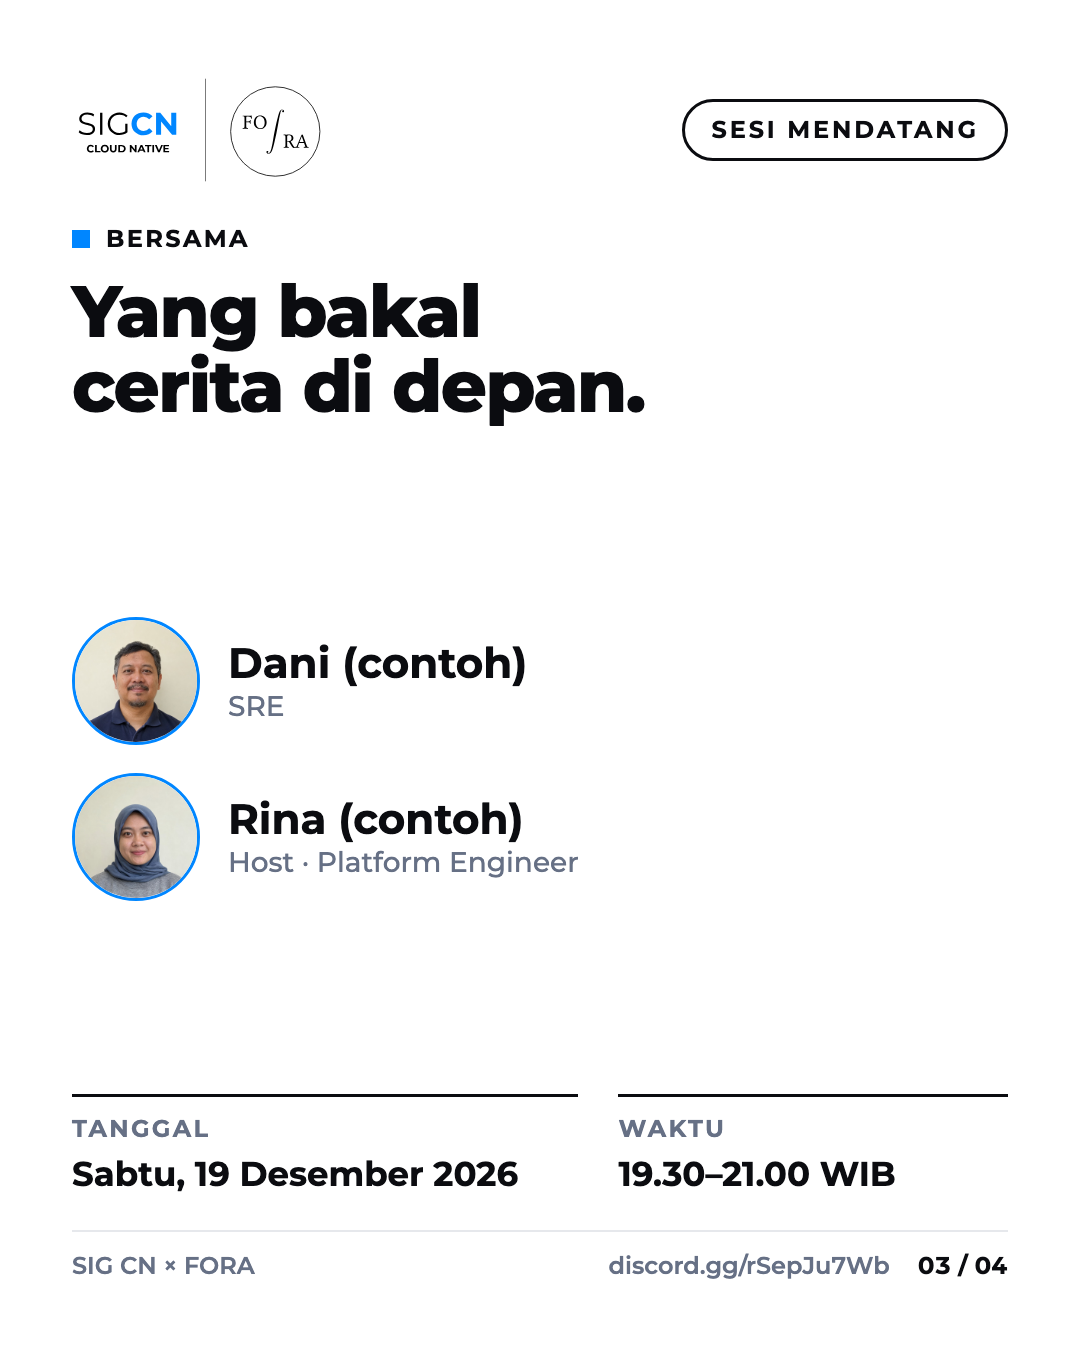 SIGCN
CLOUD NATIVE
FO
RA
SESI MENDATANG
BERSAMA
Yang bakal
cerita di depan.
Dani (contoh)
SRE
Rina (contoh)
Host · Platform Engineer
TANGGAL
Sabtu, 19 Desember 2026
WAKTU
19.30–21.00 WIB
SIG CN × FORA
discord.gg/rSepJu7Wb
03 / 04